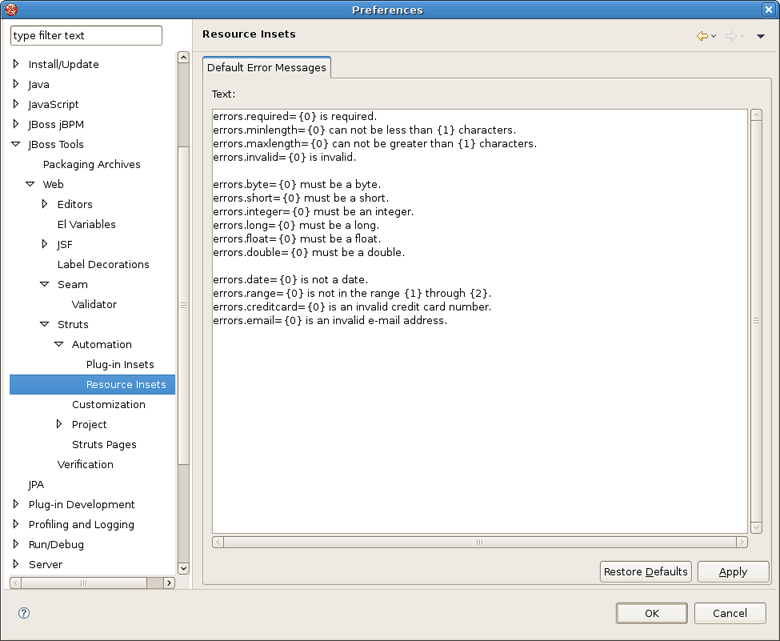 Preferences
type filter text
Install/Update
Java
JavaScript
JBoss jBPM
JBoss Tools
Packaging Archives
Web
Editors
El Variables
JSF
Label Decorations
Seam
Validator
Struts
Automation
Plug-in Insets
Resource Insets
Customization
Project
Struts Pages
Verification
JPA
Plug-in Development
Profiling and Logging
Run/Debug
Server
Resource Insets
Default Error Messages
Text:
errors.required={0} is required.
errors.minlength={0} can not be less than {1} characters.
errors.maxlength={0} can not be greater than {1} characters.
errors.invalid={0} is invalid.
errors.byte={0} must be a byte.
errors.short={0} must be a short.
errors.integer={0} must be an integer.
errors.long={0} must be a long.
errors.float={0} must be a float.
errors.double={0} must be a double.
errors.date={0} is not a date.
errors.range={0} is not in the range {1} through {2}.
errors.creditcard={0} is an invalid credit card number.
errors.email={0} is an invalid e-mail address.
Restore Defaults
Apply
OK
Cancel